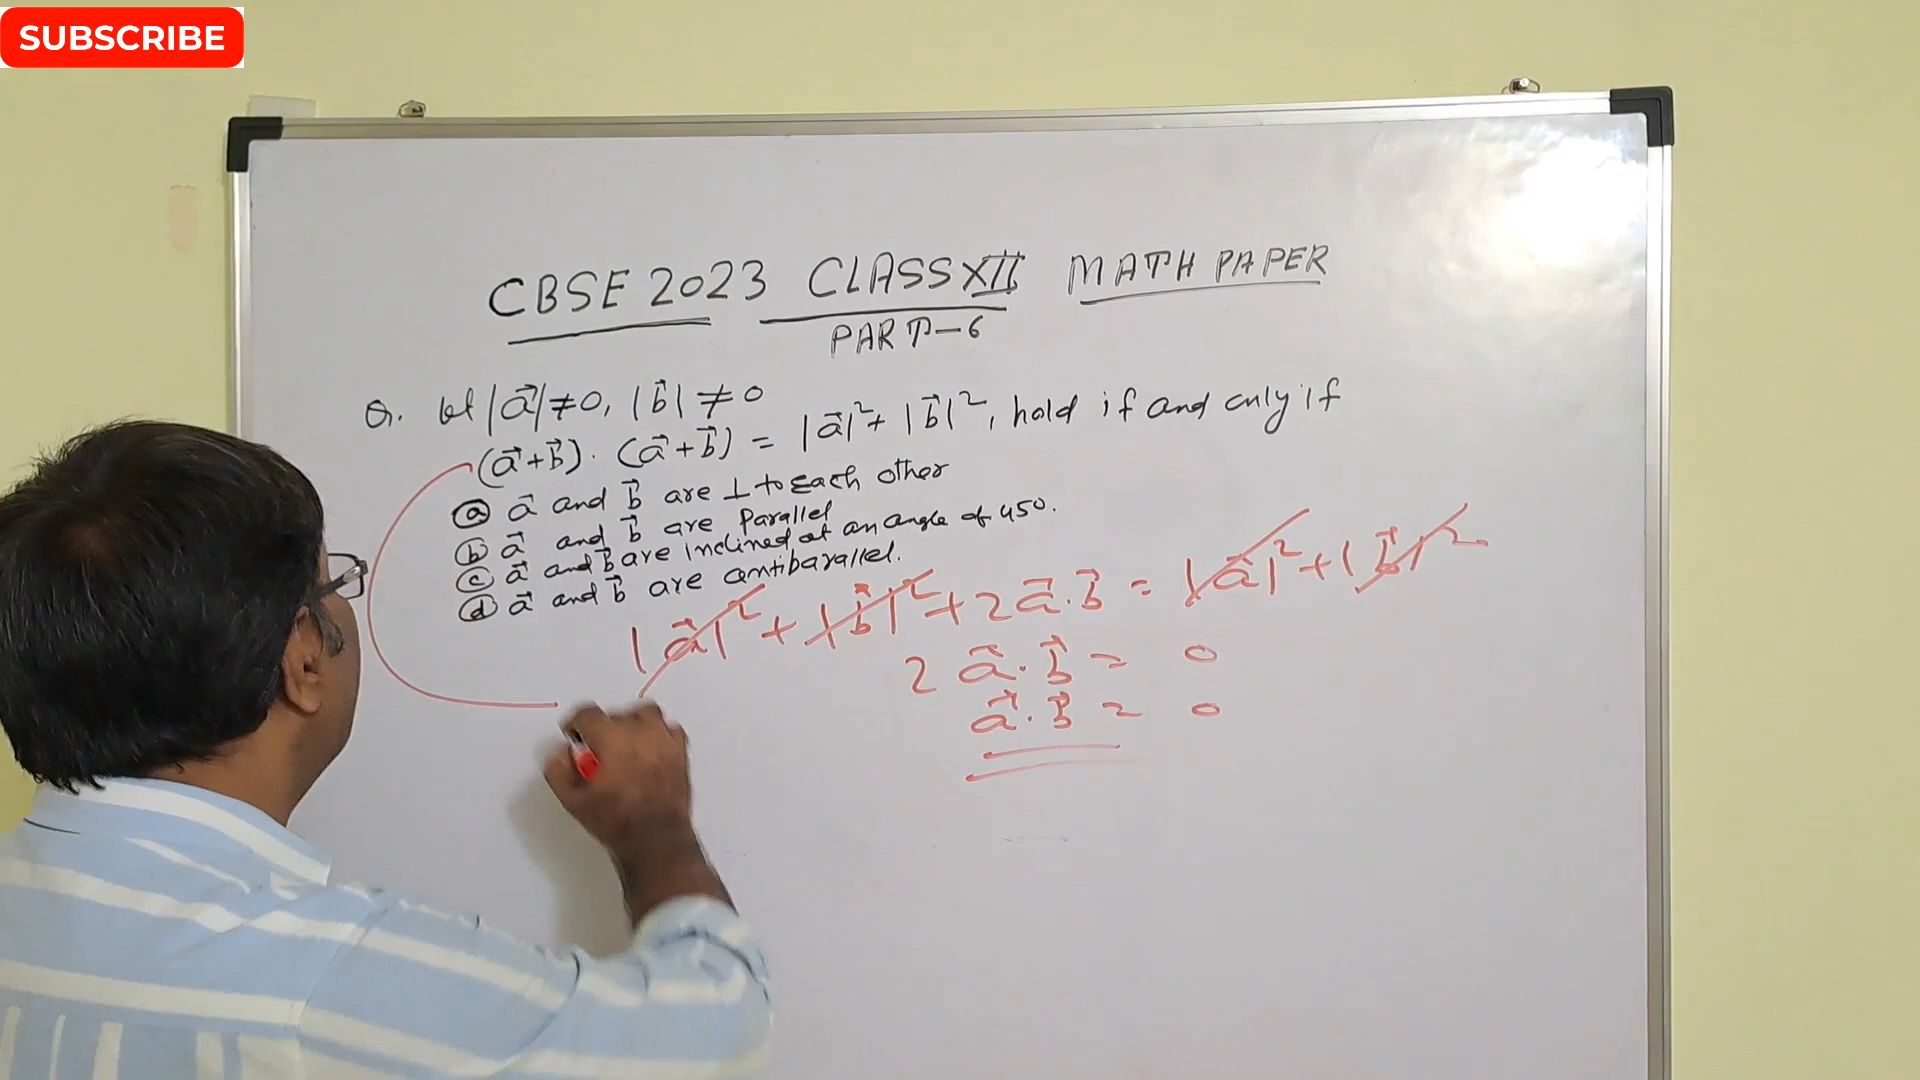 SUBSCRIBE
CBSE 2023 CLASS XII MATH PAPER
PART-6
Q. Let |a⃗| ≠ 0, |b⃗| ≠ 0
(a⃗+b⃗). (a⃗+b⃗) = |a⃗|² + |b⃗|², hold if and only if
(a) a⃗ and b⃗ are ⊥ to each other
(b) a⃗ and b⃗ are Parallel
(c) a⃗ and b⃗ are inclined at an angle of 450.
(d) a⃗ and b⃗ are antibarallel.
|a⃗|² + |b⃗|² + 2a⃗.b⃗ = |a⃗|² + |b⃗|²
2 a⃗.b⃗ = 0
a⃗.b⃗ = 0